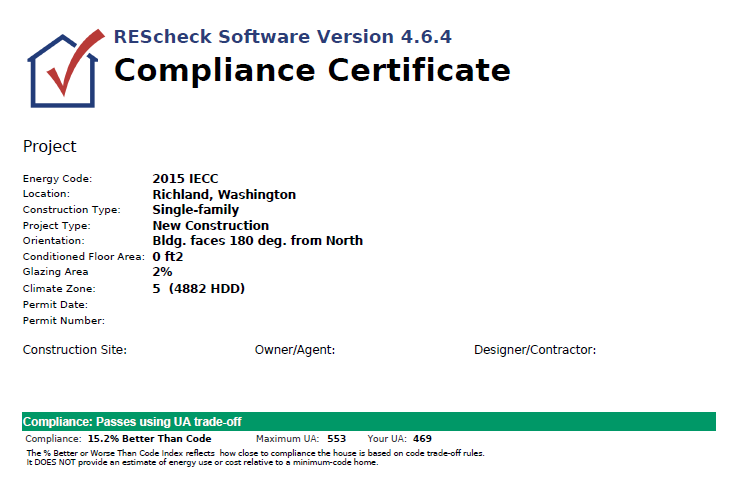 REScheck Software Version 4.6.4
Compliance Certificate
Project
Energy Code: 2015 IECC
Location: Richland, Washington
Construction Type: Single-family
Project Type: New Construction
Orientation: Bldg. faces 180 deg. from North
Conditioned Floor Area: 0 ft2
Glazing Area 2%
Climate Zone: 5 (4882 HDD)
Permit Date:
Permit Number:
Construction Site: Owner/Agent: Designer/Contractor:
Compliance: Passes using UA trade-off
Compliance: 15.2% Better Than Code Maximum UA: 553 Your UA: 469
The % Better or Worse Than Code Index reflects how close to compliance the house is based on code trade-off rules.
It DOES NOT provide an estimate of energy use or cost relative to a minimum-code home.